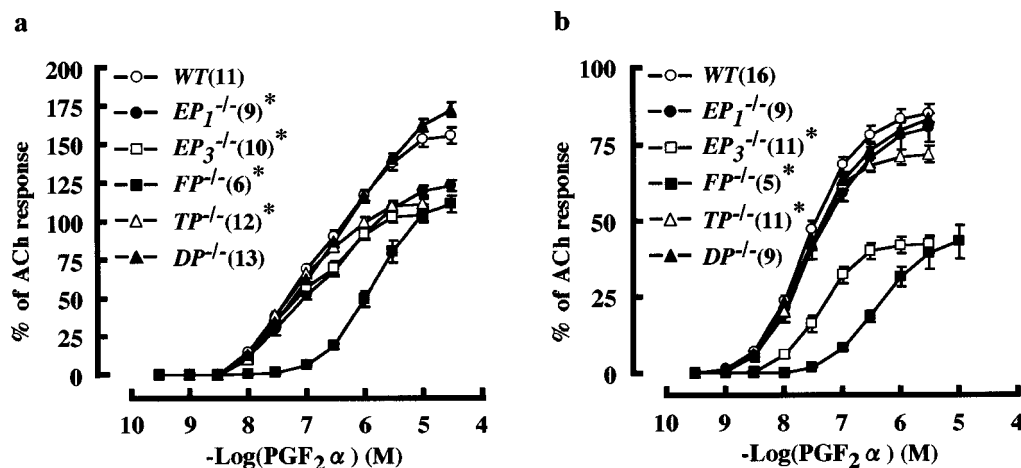 a
% of ACh response
200
175
150
125
100
75
50
25
0
WT(11)
EP1-/-(9)*
EP3-/-(10)*
FP-/-(6)*
TP-/-(12)*
DP-/-(13)
10 9 8 7 6 5 4
-Log(PGF2 α) (M)
b
% of ACh response
100
75
50
25
0
WT(16)
EP1-/-(9)
EP3-/-(11)*
FP-/-(5)*
TP-/-(11)*
DP-/-(9)
10 9 8 7 6 5 4
-Log(PGF2 α) (M)